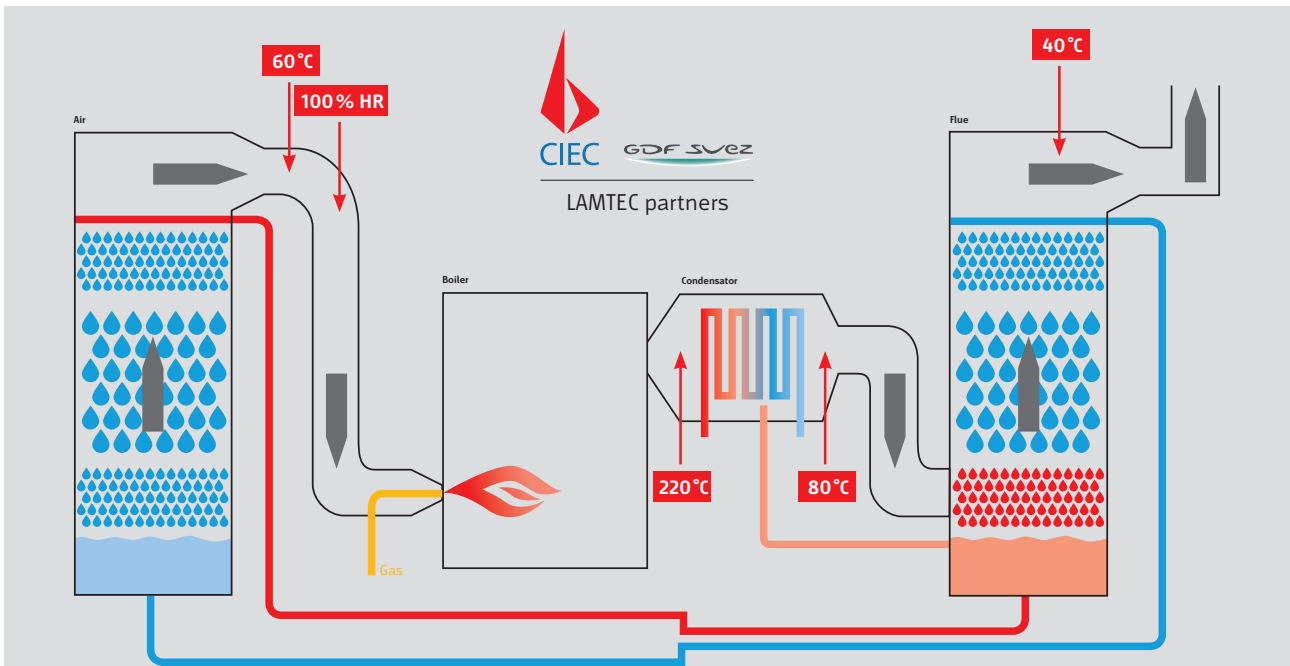 60°C
40°C
100% HR
Air
Flue
CIEC
GDF SUEZ
LAMTEC partners
Boiler
Condensator
220°C
80°C
Gas